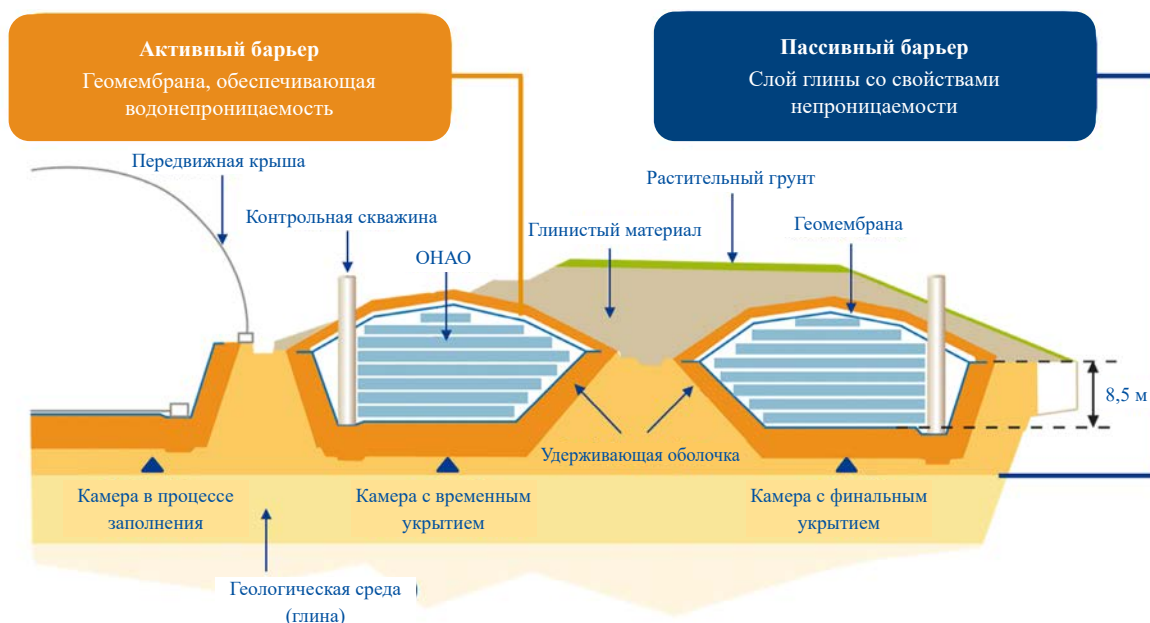 Активный барьер
Геомембрана, обеспечивающая
водонепроницаемость
Пассивный барьер
Слой глины со свойствами
непроницаемости
Передвижная крыша
Контрольная скважина
ОНАО
Глинистый материал
Растительный грунт
Геомембрана
8,5 м
Удерживающая оболочка
Камера в процессе
заполнения
Камера с временным
укрытием
Камера с финальным
укрытием
Геологическая среда
(глина)